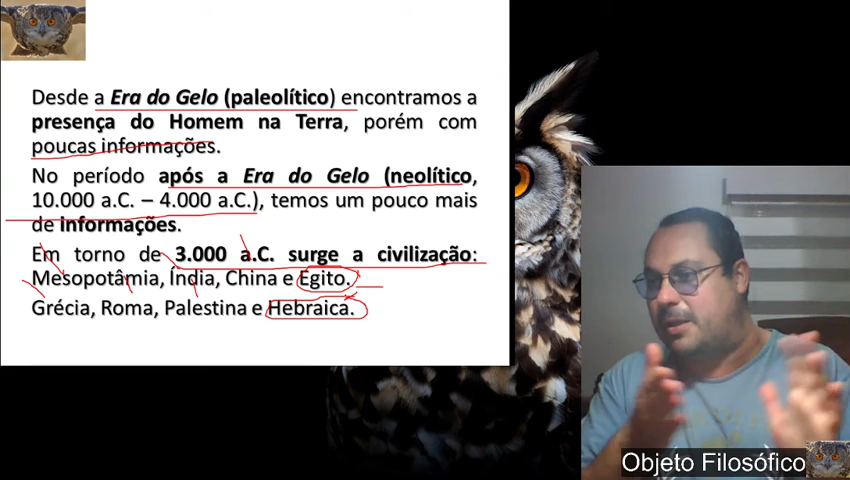 Desde a Era do Gelo (paleolítico) encontramos a
presença do Homem na Terra, porém com
poucas informações.
No período após a Era do Gelo (neolítico,
10.000 a.C. – 4.000 a.C.), temos um pouco mais
de informações.
Em torno de 3.000 a.C. surge a civilização:
Mesopotâmia, Índia, China e Egito.
Grécia, Roma, Palestina e Hebraica.
Objeto Filosófico